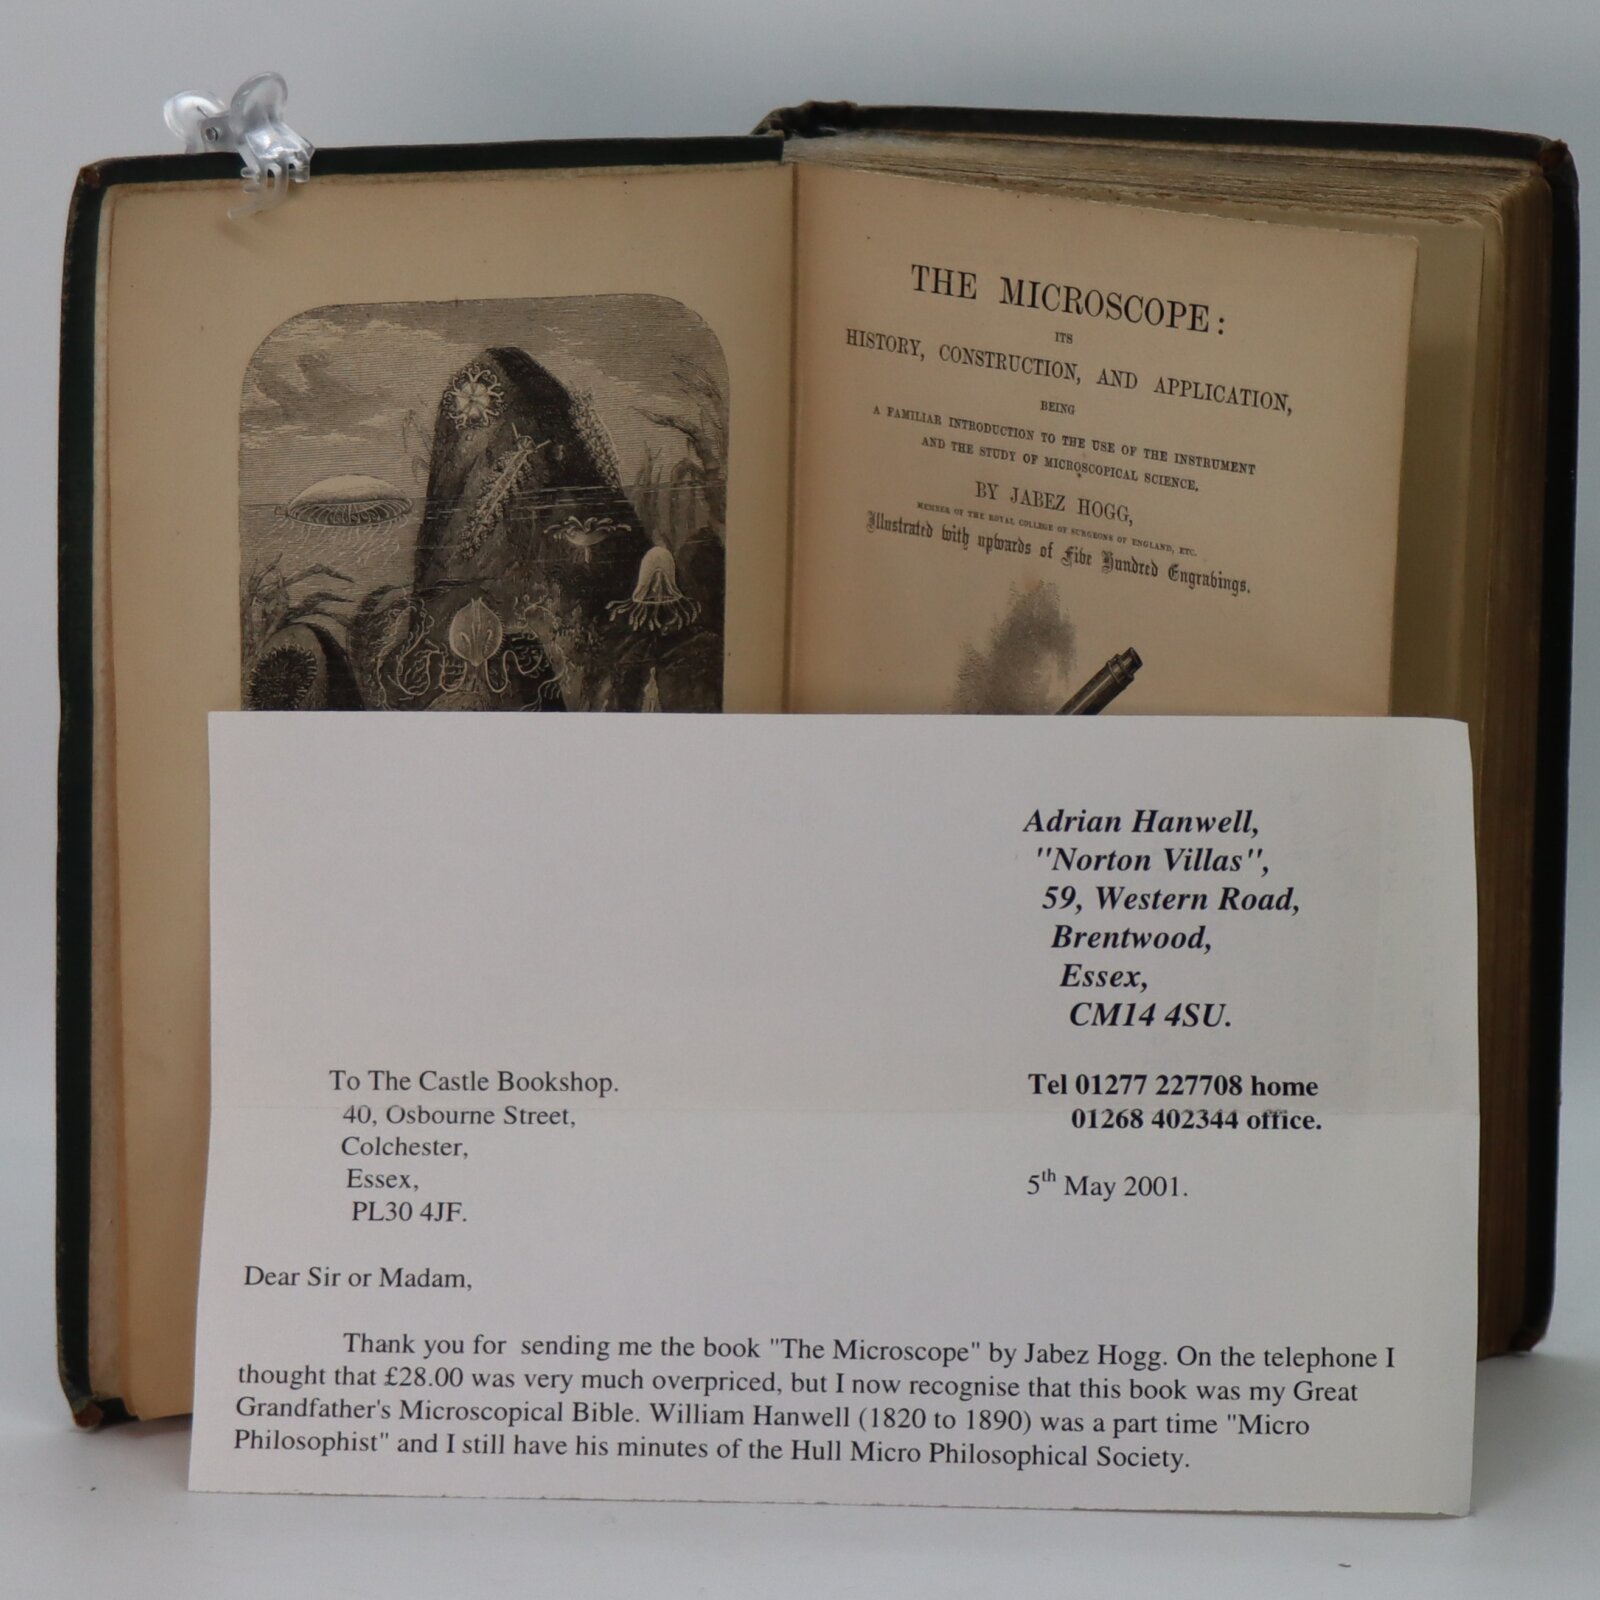 THE MICROSCOPE:
ITS
HISTORY, CONSTRUCTION, AND APPLICATION,
BEING
A FAMILIAR INTRODUCTION TO THE USE OF THE INSTRUMENT
AND THE STUDY OF MICROSCOPICAL SCIENCE.
BY JABEZ HOGG,
MEMBER OF THE ROYAL COLLEGE OF SURGEONS OF ENGLAND, ETC.
Illustrated with upwards of Five Hundred Engravings.
Adrian Hanwell,
"Norton Villas",
59, Western Road,
Brentwood,
Essex,
CM14 4SU.
Tel 01277 227708 home
01268 402344 office.
5th May 2001.
To The Castle Bookshop.
40, Osbourne Street,
Colchester,
Essex,
PL30 4JF.
Dear Sir or Madam,
Thank you for sending me the book "The Microscope" by Jabez Hogg. On the telephone I
thought that £28.00 was very much overpriced, but I now recognise that this book was my Great
Grandfather's Microscopical Bible. William Hanwell (1820 to 1890) was a part time "Micro
Philosophist" and I still have his minutes of the Hull Micro Philosophical Society.